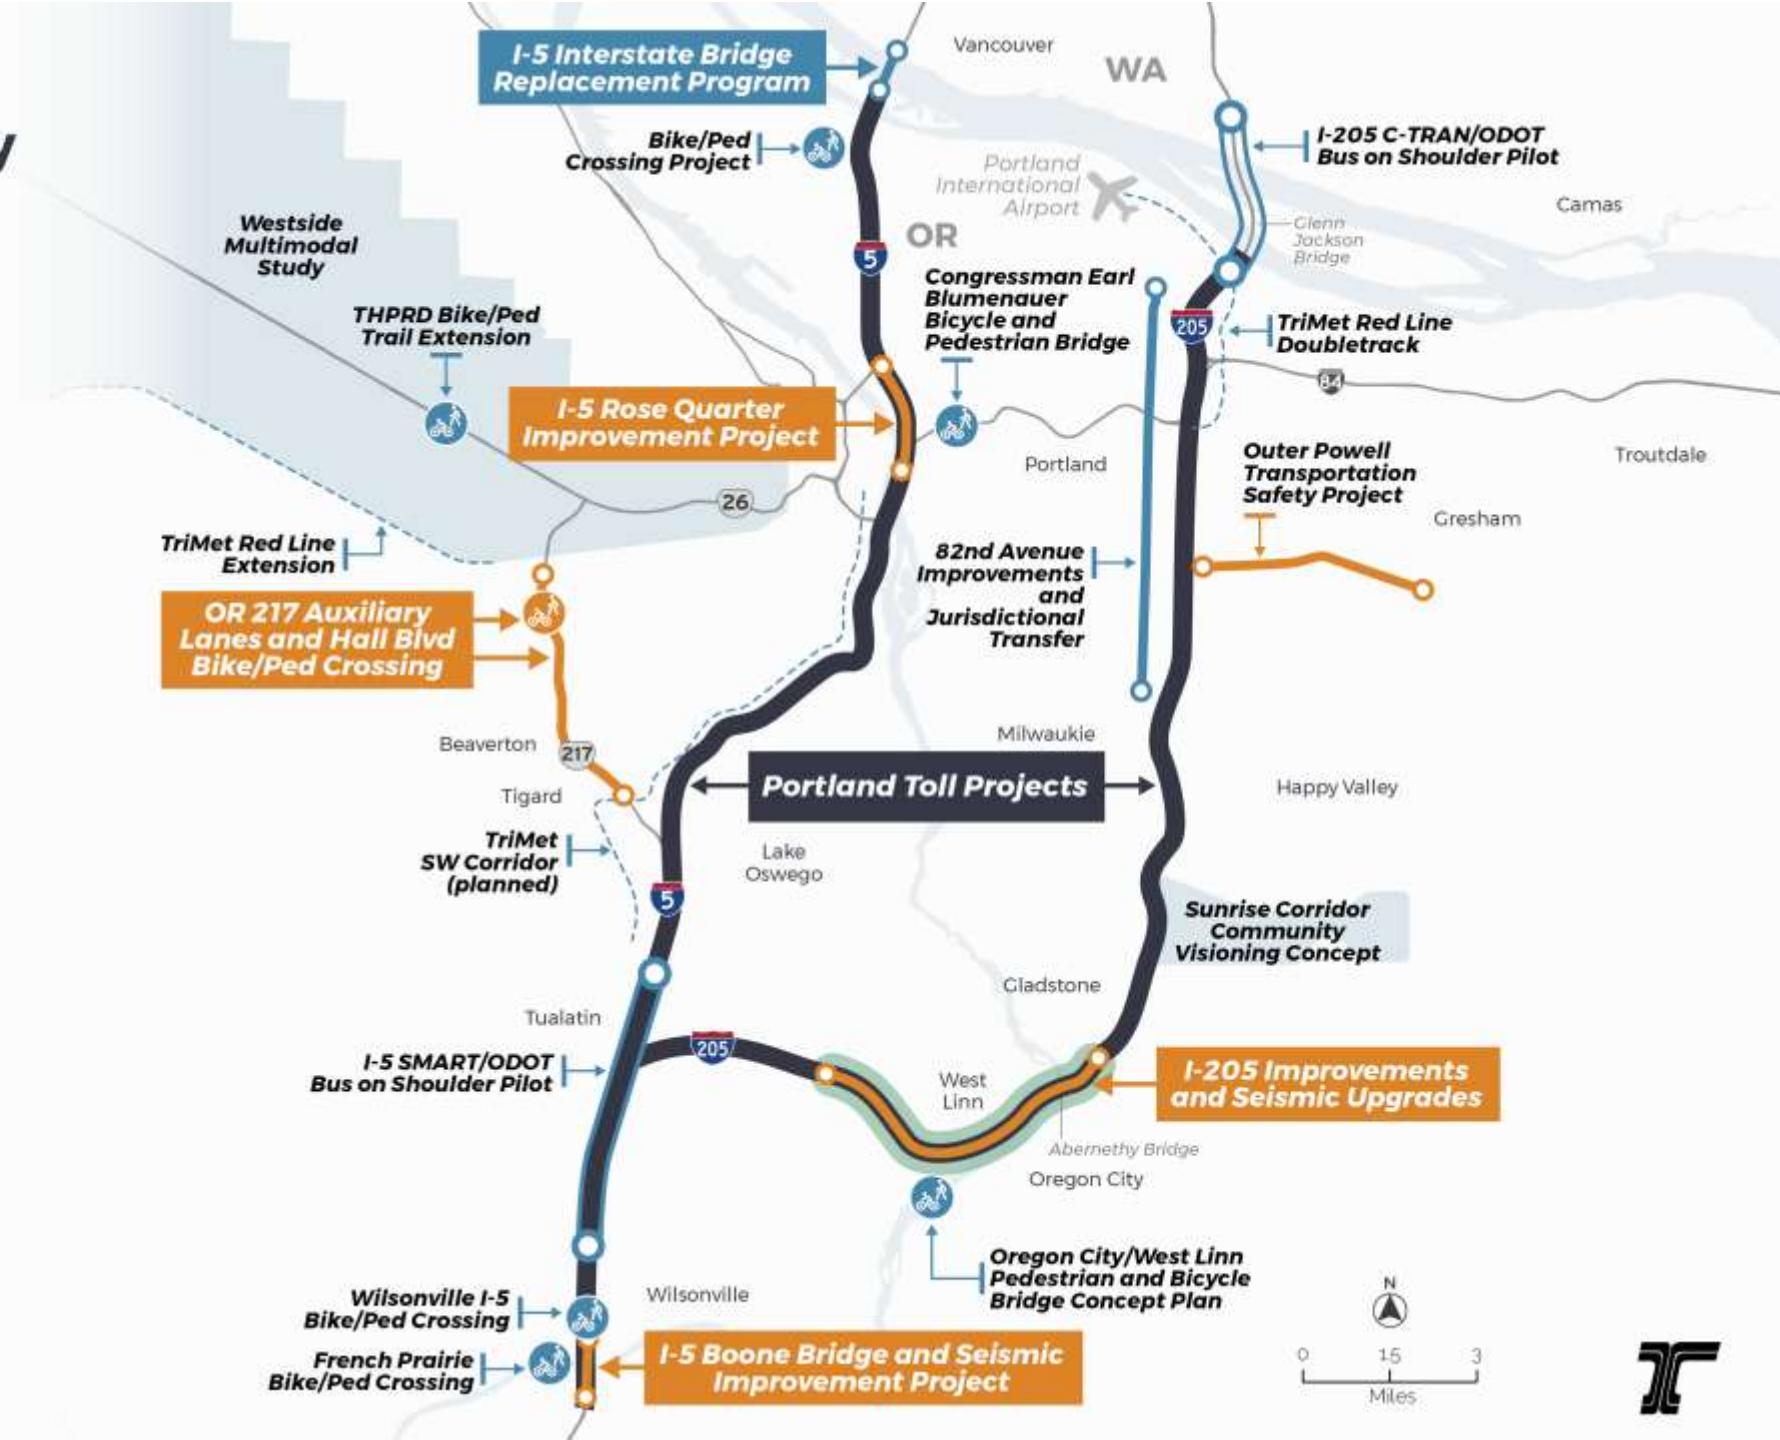 y
I-5 Interstate Bridge
Replacement Program
Vancouver
WA
Bike/Ped
Crossing Project
I-205 C-TRAN/ODOT
Bus on Shoulder Pilot
Portland
International
Airport
Camas
Glenn
Jackson
Bridge
OR
5
Westside
Multimodal
Study
Congressman Earl
Blumenauer
Bicycle and
Pedestrian Bridge
THPRD Bike/Ped
Trail Extension
205
TriMet Red Line
Doubletrack
84
I-5 Rose Quarter
Improvement Project
Portland
Outer Powell
Transportation
Safety Project
Troutdale
Gresham
26
TriMet Red Line
Extension
82nd Avenue
Improvements
and
Jurisdictional
Transfer
OR 217 Auxiliary
Lanes and Hall Blvd
Bike/Ped Crossing
Beaverton
217
Milwaukie
Tigard
Portland Toll Projects
Happy Valley
TriMet
SW Corridor
(planned)
Lake
Oswego
5
Sunrise Corridor
Community
Visioning Concept
Gladstone
Tualatin
205
I-5 SMART/ODOT
Bus on Shoulder Pilot
West
Linn
I-205 Improvements
and Seismic Upgrades
Abernethy Bridge
Oregon City
Oregon City/West Linn
Pedestrian and Bicycle
Bridge Concept Plan
Wilsonville I-5
Bike/Ped Crossing
Wilsonville
French Prairie
Bike/Ped Crossing
I-5 Boone Bridge and Seismic
Improvement Project
N
0 1.5 3
Miles